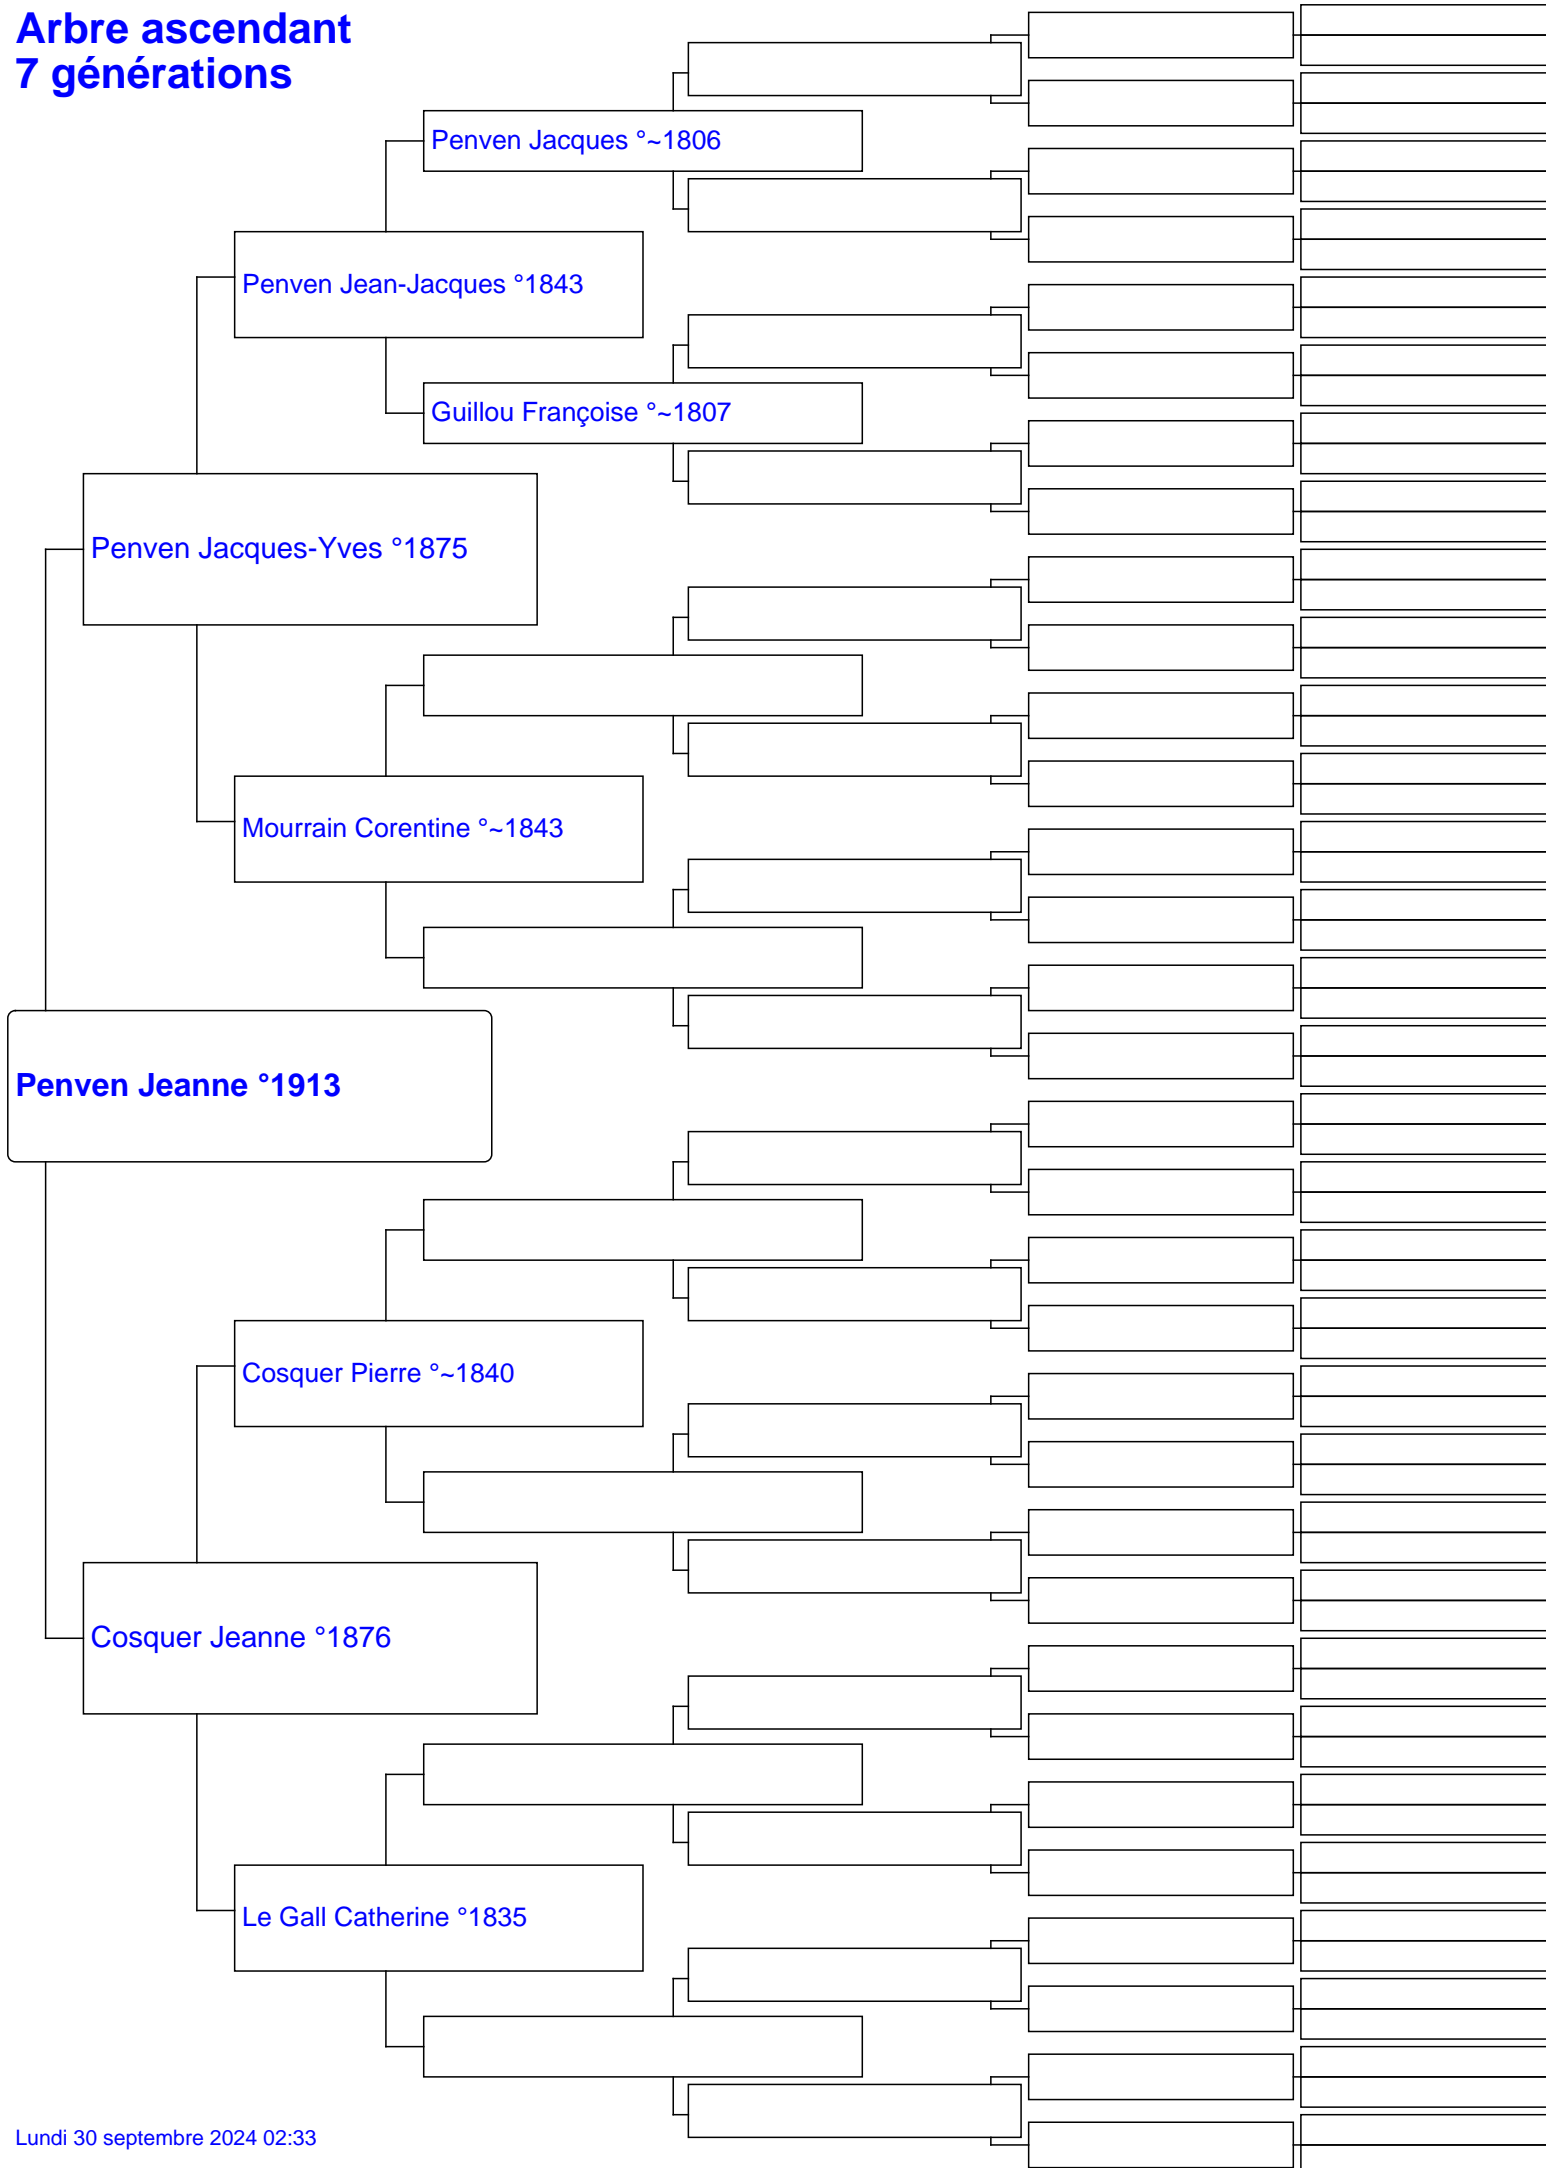 Arbre ascendant
7 générations
Penven Jacques °~1806
Penven Jean-Jacques °1843
Guillou Françoise °~1807
Penven Jacques-Yves °1875
Mourrain Corentine °~1843
Penven Jeanne °1913
Cosquer Pierre °~1840
Cosquer Jeanne °1876
Le Gall Catherine °1835
Lundi 30 septembre 2024 02:33